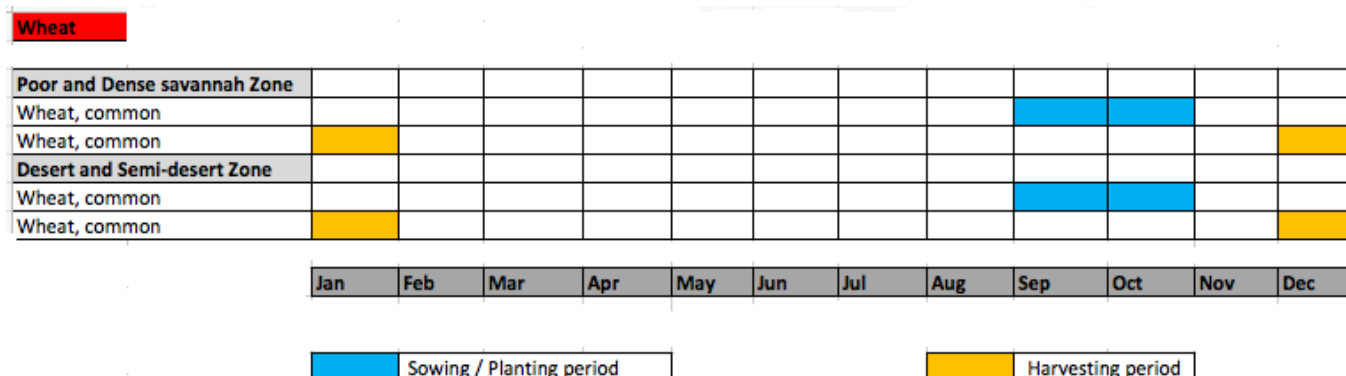 Wheat
Poor and Dense savannah Zone
Wheat, common
Wheat, common
Desert and Semi-desert Zone
Wheat, common
Wheat, common
Jan Feb Mar Apr May Jun Jul Aug Sep Oct Nov Dec
Sowing / Planting period Harvesting period